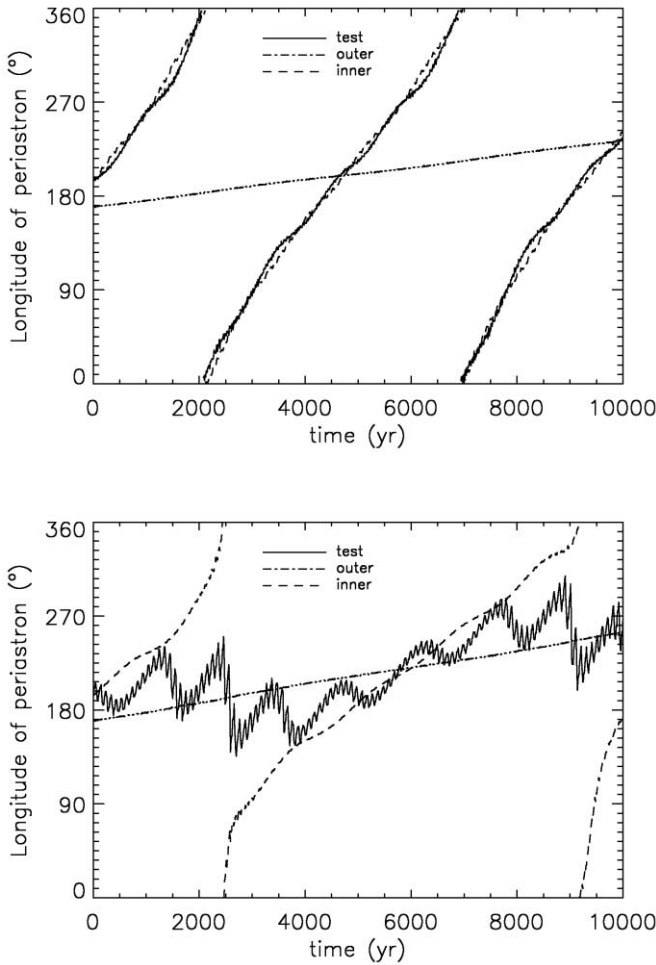 360
270
180
90
0
Longitude of periastron (°)
test
outer
inner
0 2000 4000 6000 8000 10000
time (yr)
360
270
180
90
0
Longitude of periastron (°)
test
outer
inner
0 2000 4000 6000 8000 10000
time (yr)